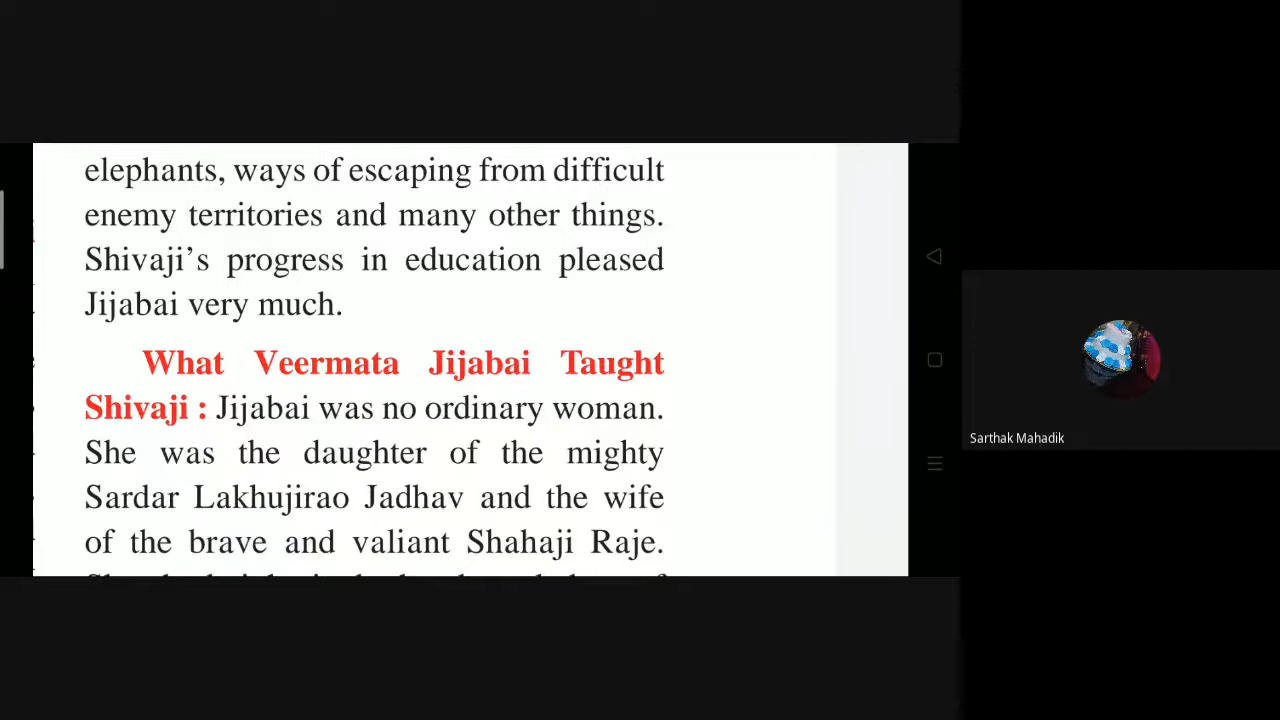 elephants, ways of escaping from difficult
enemy territories and many other things.
Shivaji’s progress in education pleased
Jijabai very much.
What Veermata Jijabai Taught
Shivaji : Jijabai was no ordinary woman.
She was the daughter of the mighty
Sardar Lakhujirao Jadhav and the wife
of the brave and valiant Shahaji Raje.
Sarthak Mahadik